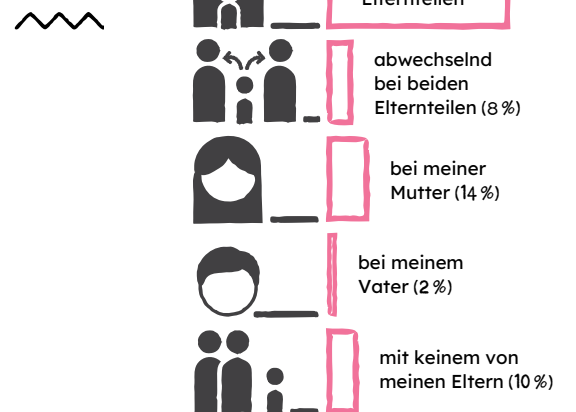 Elternteilen
abwechselnd
bei beiden
Elternteilen (8 %)
bei meiner
Mutter (14 %)
bei meinem
Vater (2 %)
mit keinem von
meinen Eltern (10 %)